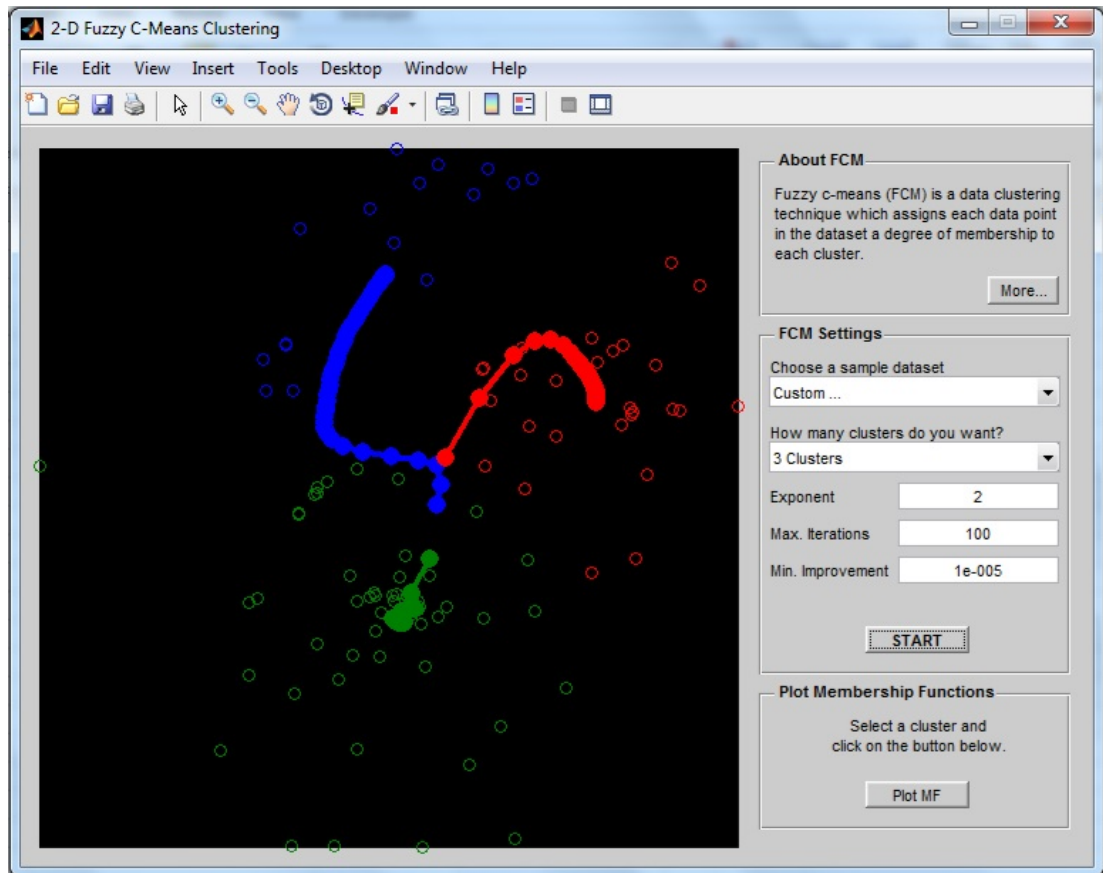 2-D Fuzzy C-Means Clustering
File Edit View Insert Tools Desktop Window Help
About FCM
Fuzzy c-means (FCM) is a data clustering
technique which assigns each data point
in the dataset a degree of membership to
each cluster.
More...
FCM Settings
Choose a sample dataset
Custom ...
How many clusters do you want?
3 Clusters
Exponent 2
Max. Iterations 100
Min. Improvement 1e-005
START
Plot Membership Functions
Select a cluster and
click on the button below.
Plot MF